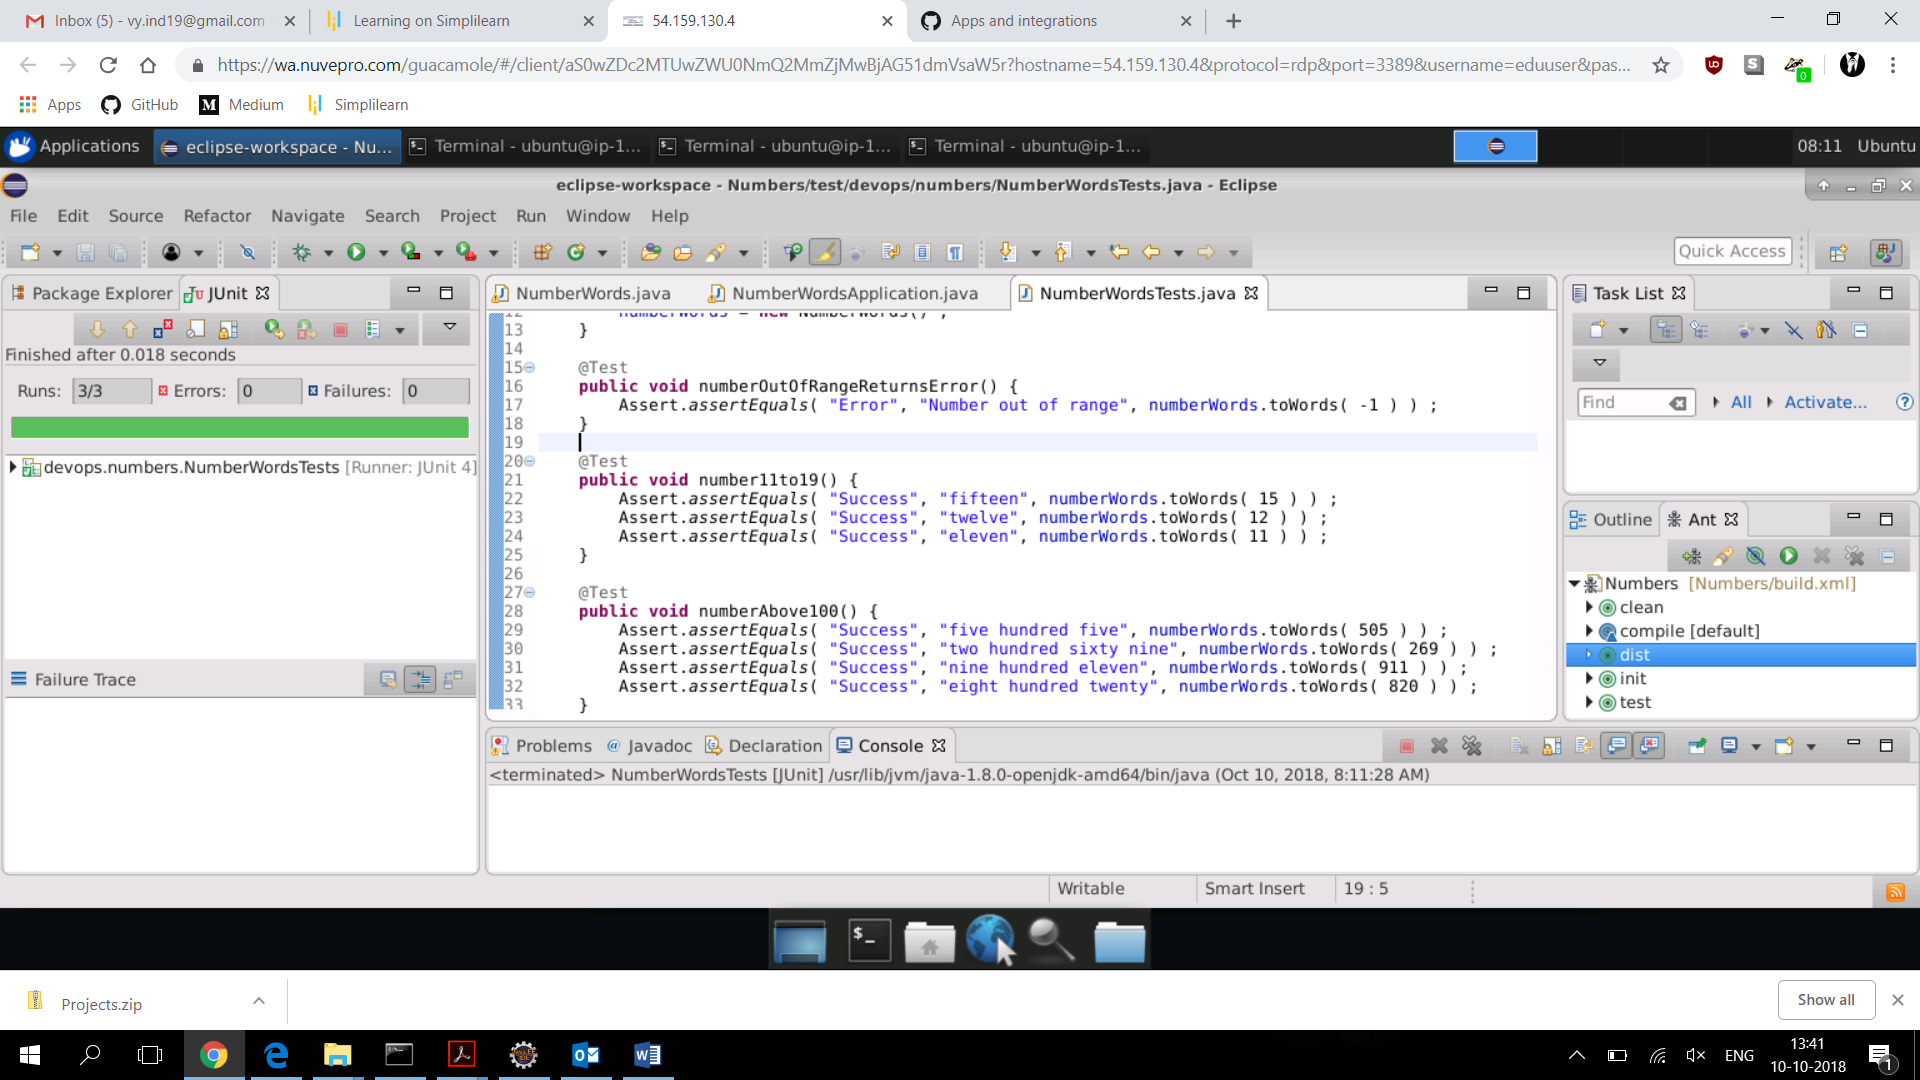 Inbox (5) - vy.ind19@gmail.com
Learning on Simplilearn
54.159.130.4
Apps and integrations
https://wa.nuvepro.com/guacamole/#/client/aS0wZDc2MTUwZWU0NmQ2MmZjMwBjAG51dmVsaW5r?hostname=54.159.130.4&protocol=rdp&port=3389&username=eduuser&pas...
Apps GitHub Medium Simplilearn
Applications eclipse-workspace - Nu... Terminal - ubuntu@ip-1... Terminal - ubuntu@ip-1... Terminal - ubuntu@ip-1... 08:11 Ubuntu
eclipse-workspace - Numbers/test/devops/numbers/NumberWordsTests.java - Eclipse
File Edit Source Refactor Navigate Search Project Run Window Help
Quick Access
Package Explorer JUnit
Finished after 0.018 seconds
Runs: 3/3 Errors: 0 Failures: 0
devops.numbers.NumberWordsTests [Runner: JUnit 4]
Failure Trace
NumberWords.java NumberWordsApplication.java NumberWordsTests.java
12 numberWords = new NumberWords() ;
13 }
14
15 @Test
16 public void numberOutOfRangeReturnsError() {
17 Assert.assertEquals( "Error", "Number out of range", numberWords.toWords( -1 ) ) ;
18 }
19
20 @Test
21 public void number11to19() {
22 Assert.assertEquals( "Success", "fifteen", numberWords.toWords( 15 ) ) ;
23 Assert.assertEquals( "Success", "twelve", numberWords.toWords( 12 ) ) ;
24 Assert.assertEquals( "Success", "eleven", numberWords.toWords( 11 ) ) ;
25 }
26
27 @Test
28 public void numberAbove100() {
29 Assert.assertEquals( "Success", "five hundred five", numberWords.toWords( 505 ) ) ;
30 Assert.assertEquals( "Success", "two hundred sixty nine", numberWords.toWords( 269 ) ) ;
31 Assert.assertEquals( "Success", "nine hundred eleven", numberWords.toWords( 911 ) ) ;
32 Assert.assertEquals( "Success", "eight hundred twenty", numberWords.toWords( 820 ) ) ;
33 }
Task List
Find All Activate...
Outline Ant
Numbers [Numbers/build.xml]
clean
compile [default]
dist
init
test
Problems @ Javadoc Declaration Console
<terminated> NumberWordsTests [JUnit] /usr/lib/jvm/java-1.8.0-openjdk-amd64/bin/java (Oct 10, 2018, 8:11:28 AM)
Writable Smart Insert 19 : 5
Projects.zip
Show all
ENG
13:41
10-10-2018
1